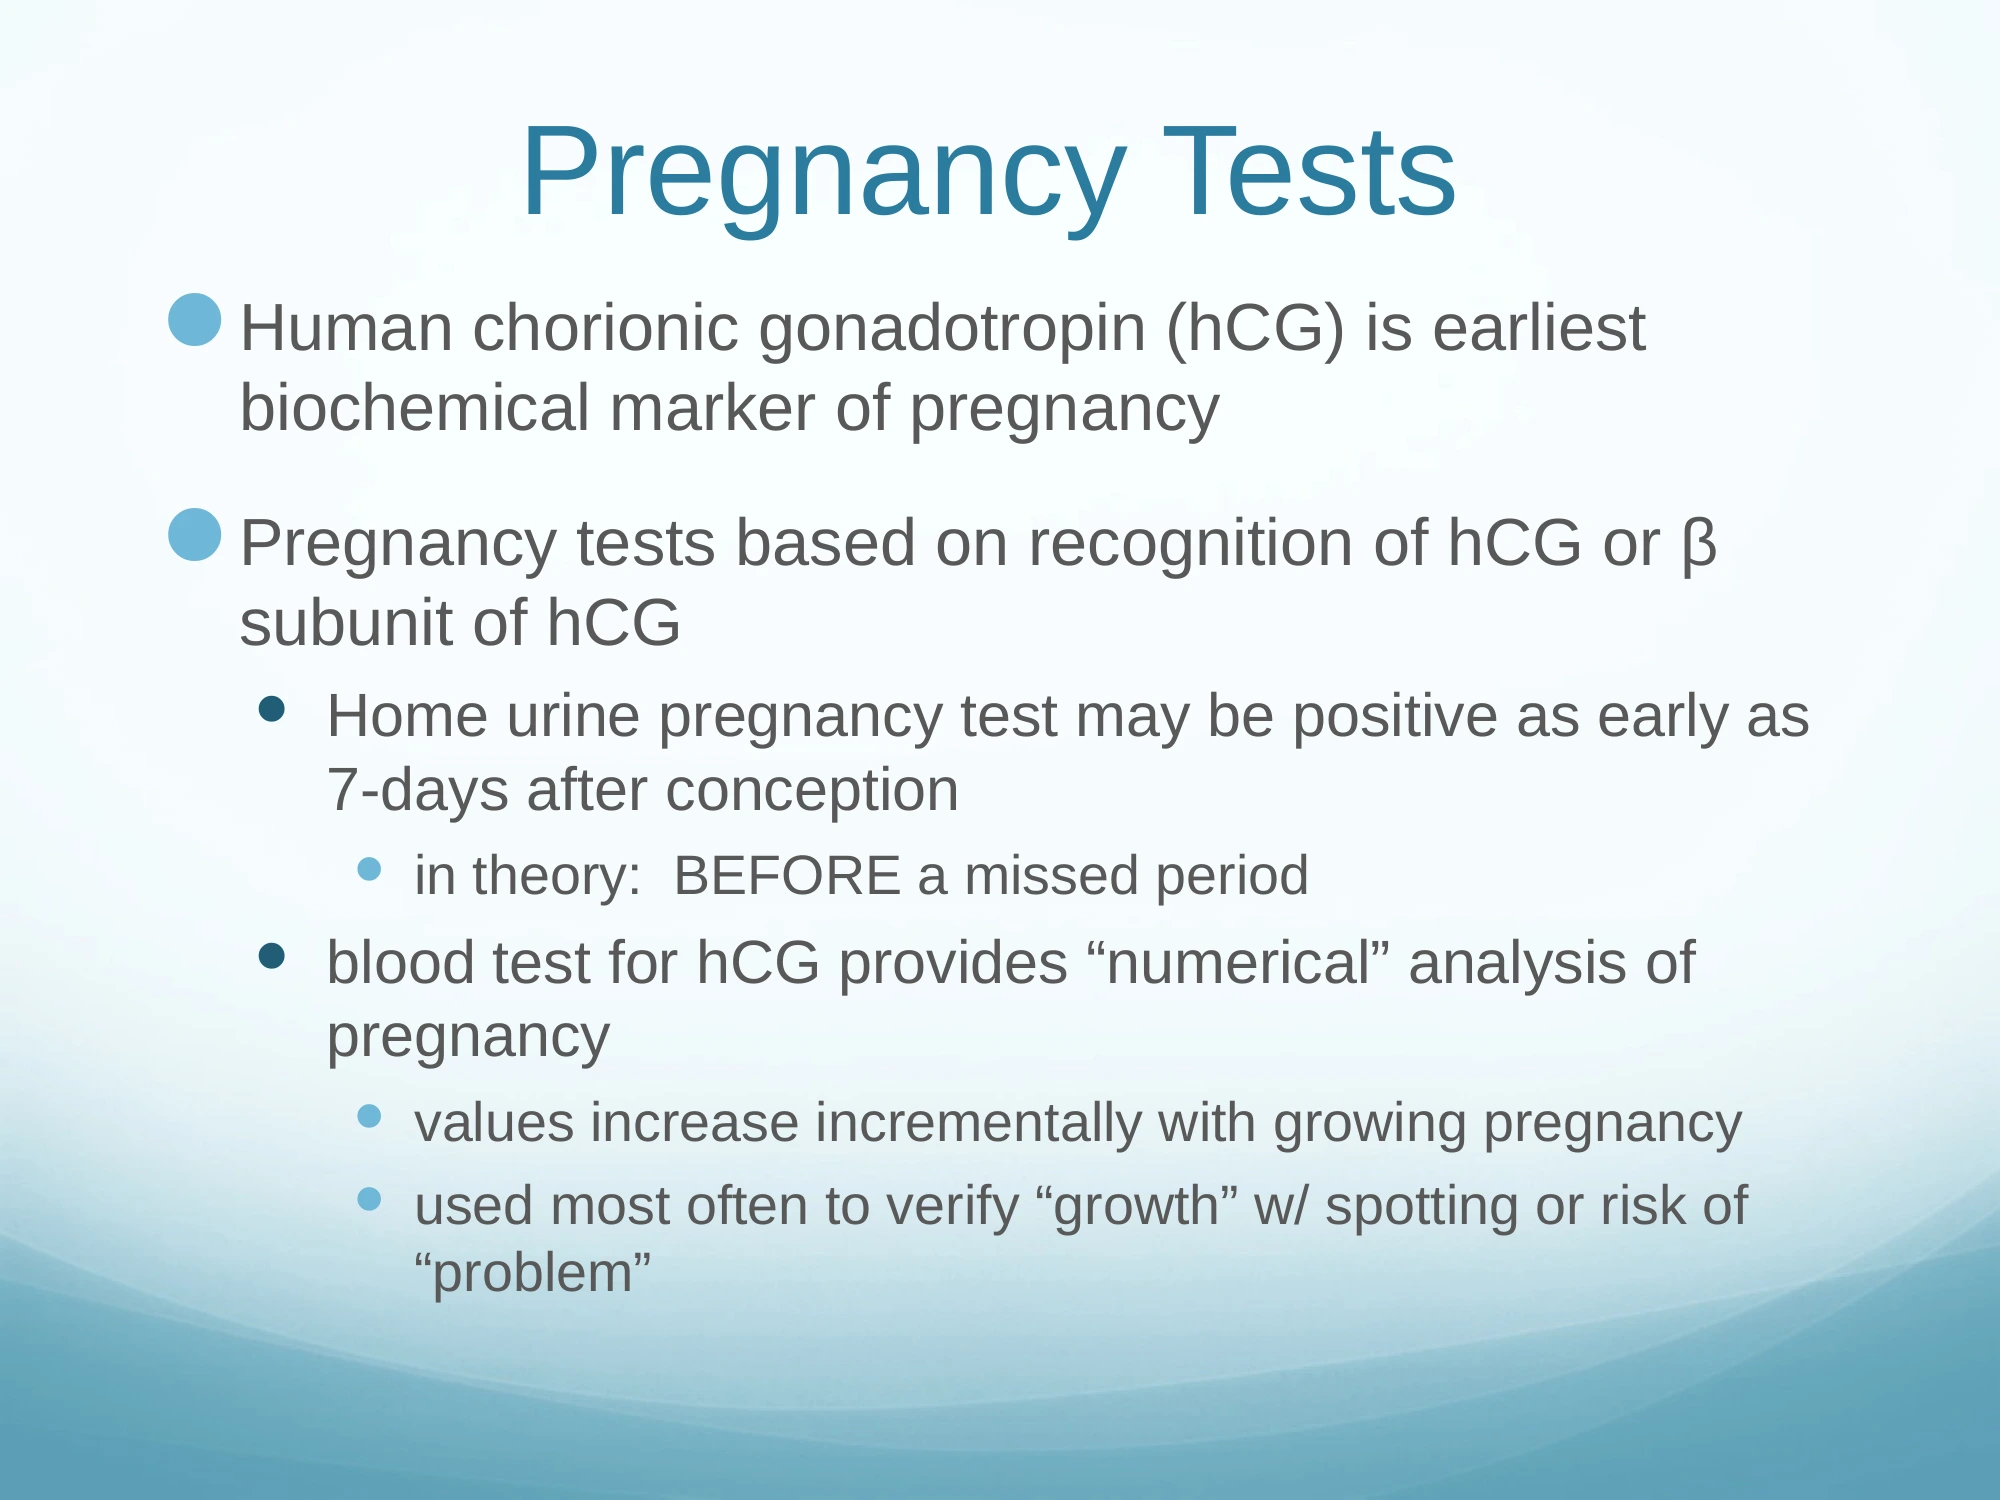 Pregnancy Tests
Human chorionic gonadotropin (hCG) is earliest
biochemical marker of pregnancy
Pregnancy tests based on recognition of hCG or β
subunit of hCG
Home urine pregnancy test may be positive as early as
7-days after conception
in theory:  BEFORE a missed period
blood test for hCG provides “numerical” analysis of
pregnancy
values increase incrementally with growing pregnancy
used most often to verify “growth” w/ spotting or risk of
“problem”